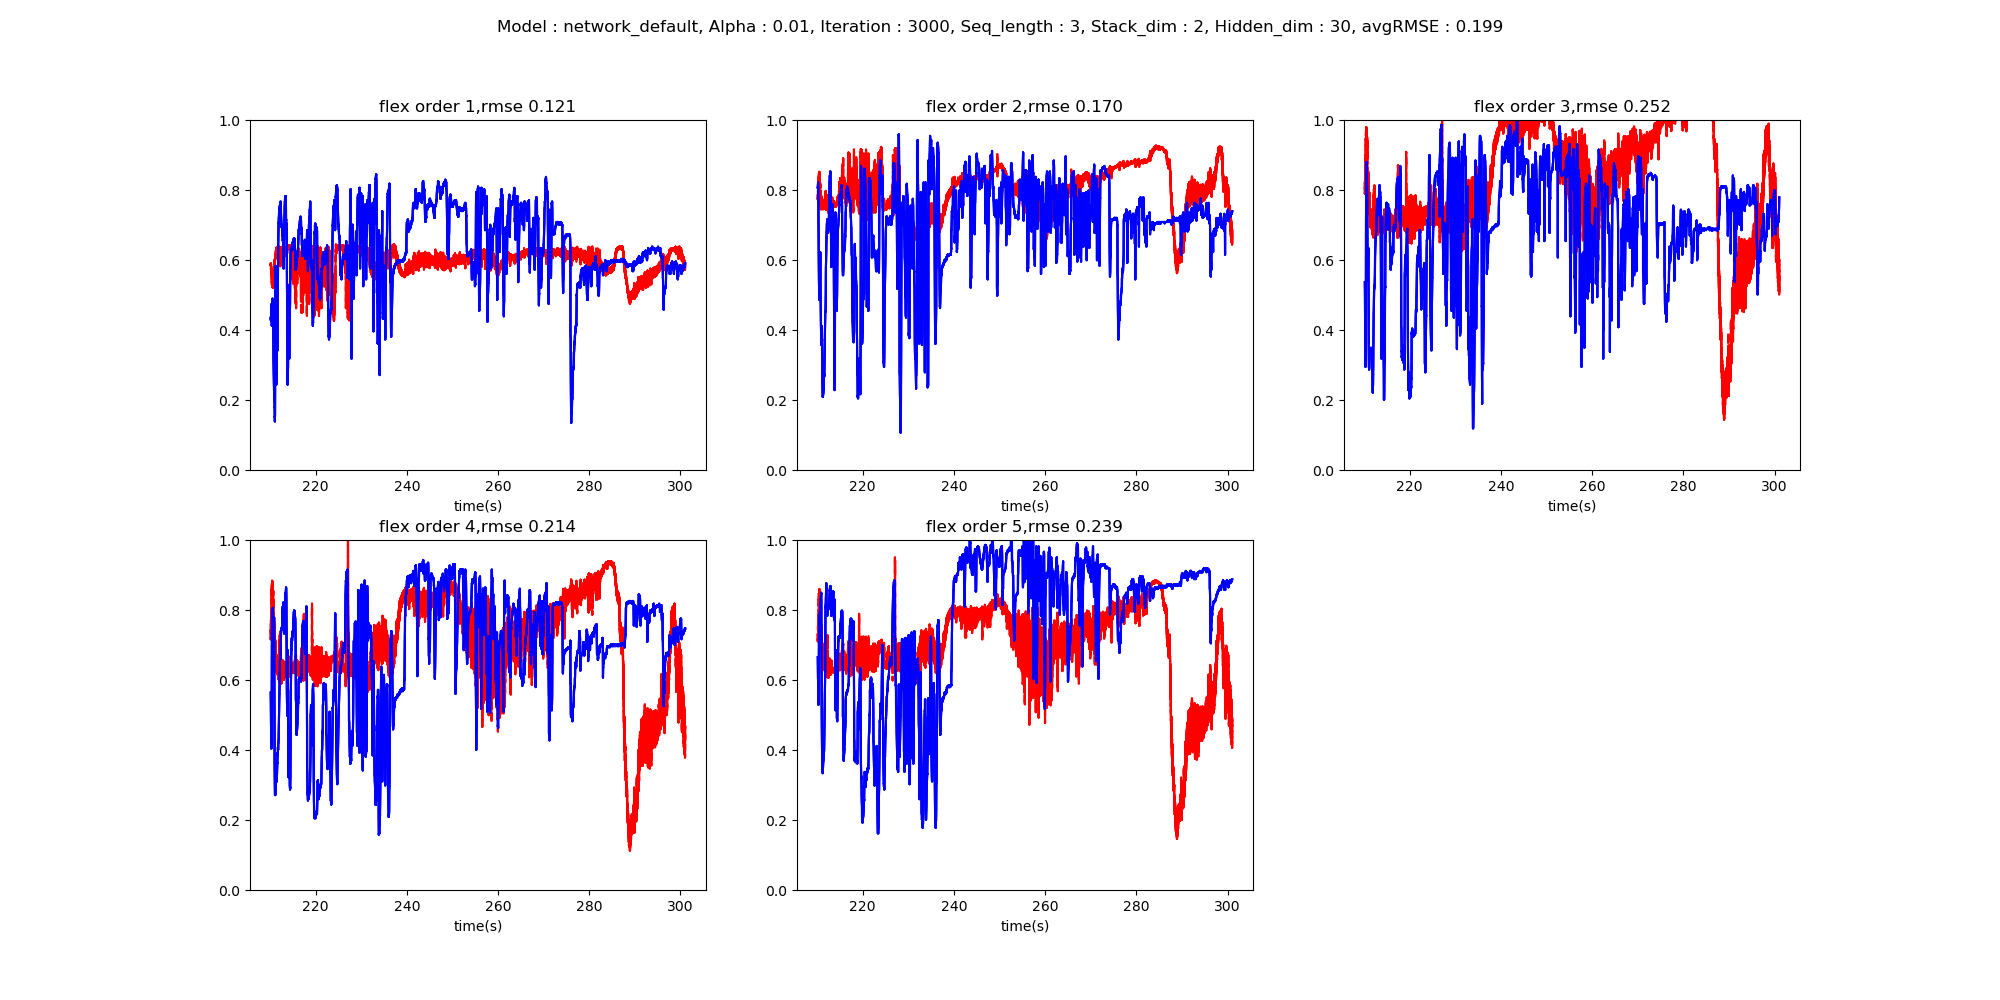 Model : network_default, Alpha : 0.01, Iteration : 3000, Seq_length : 3, Stack_dim : 2, Hidden_dim : 30, avgRMSE : 0.199
flex order 1,rmse 0.121
1.0
0.8
0.6
0.4
0.2
0.0
220 240 260 280 300
time(s)
flex order 2,rmse 0.170
1.0
0.8
0.6
0.4
0.2
0.0
220 240 260 280 300
time(s)
flex order 3,rmse 0.252
1.0
0.8
0.6
0.4
0.2
0.0
220 240 260 280 300
time(s)
flex order 4,rmse 0.214
1.0
0.8
0.6
0.4
0.2
0.0
220 240 260 280 300
time(s)
flex order 5,rmse 0.239
1.0
0.8
0.6
0.4
0.2
0.0
220 240 260 280 300
time(s)